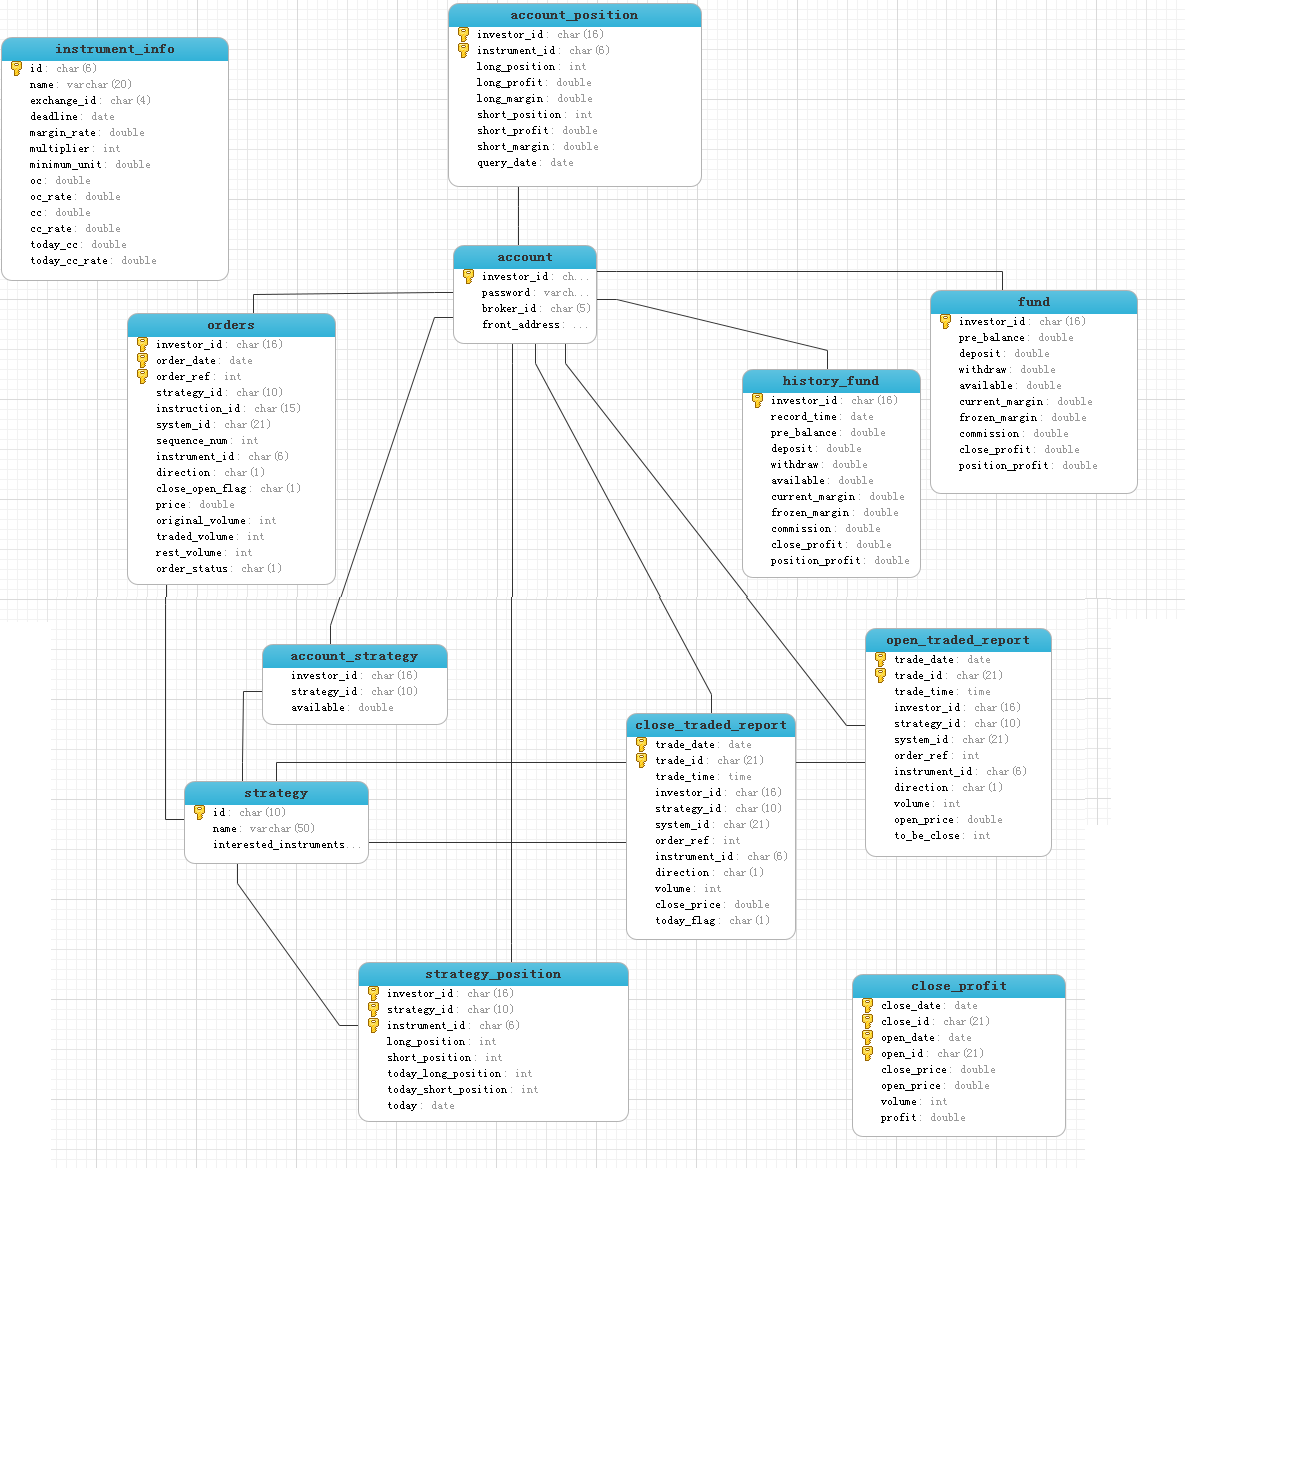 account_position
investor_id: char(16)
instrument_id: char(6)
long_position: int
long_profit: double
long_margin: double
short_position: int
short_profit: double
short_margin: double
query_date: date
instrument_info
id: char(6)
name: varchar(20)
exchange_id: char(4)
deadline: date
margin_rate: double
multiplier: int
minimum_unit: double
oc: double
oc_rate: double
cc: double
cc_rate: double
today_cc: double
today_cc_rate: double
account
investor_id: ch...
password: varch...
broker_id: char(5)
front_address: ...
fund
investor_id: char(16)
pre_balance: double
deposit: double
withdraw: double
available: double
current_margin: double
frozen_margin: double
commission: double
close_profit: double
position_profit: double
orders
investor_id: char(16)
order_date: date
order_ref: int
strategy_id: char(10)
instruction_id: char(15)
system_id: char(21)
sequence_num: int
instrument_id: char(6)
direction: char(1)
close_open_flag: char(1)
price: double
original_volume: int
traded_volume: int
rest_volume: int
order_status: char(1)
history_fund
investor_id: char(16)
record_time: date
pre_balance: double
deposit: double
withdraw: double
available: double
current_margin: double
frozen_margin: double
commission: double
close_profit: double
position_profit: double
account_strategy
investor_id: char(16)
strategy_id: char(10)
available: double
open_traded_report
trade_date: date
trade_id: char(21)
trade_time: time
investor_id: char(16)
strategy_id: char(10)
system_id: char(21)
order_ref: int
instrument_id: char(6)
direction: char(1)
volume: int
open_price: double
to_be_close: int
close_traded_report
trade_date: date
trade_id: char(21)
trade_time: time
investor_id: char(16)
strategy_id: char(10)
system_id: char(21)
order_ref: int
instrument_id: char(6)
direction: char(1)
volume: int
close_price: double
today_flag: char(1)
strategy
id: char(10)
name: varchar(50)
interested_instruments...
strategy_position
investor_id: char(16)
strategy_id: char(10)
instrument_id: char(6)
long_position: int
short_position: int
today_long_position: int
today_short_position: int
today: date
close_profit
close_date: date
close_id: char(21)
open_date: date
open_id: char(21)
close_price: double
open_price: double
volume: int
profit: double